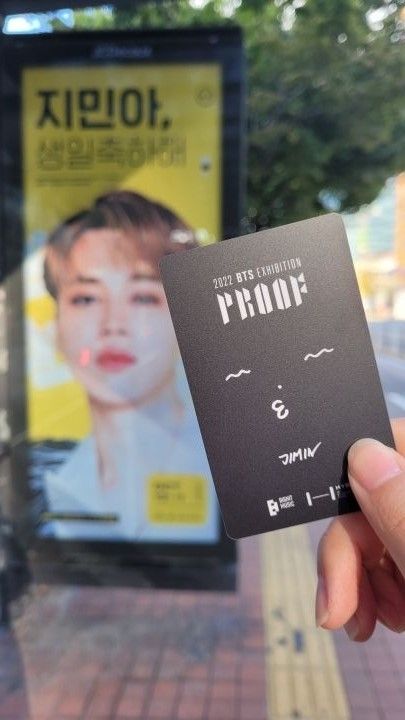 지민아,
생일축하해
2022 BTS EXHIBITION
PROOF
JIMIN
BIGHIT
MUSIC